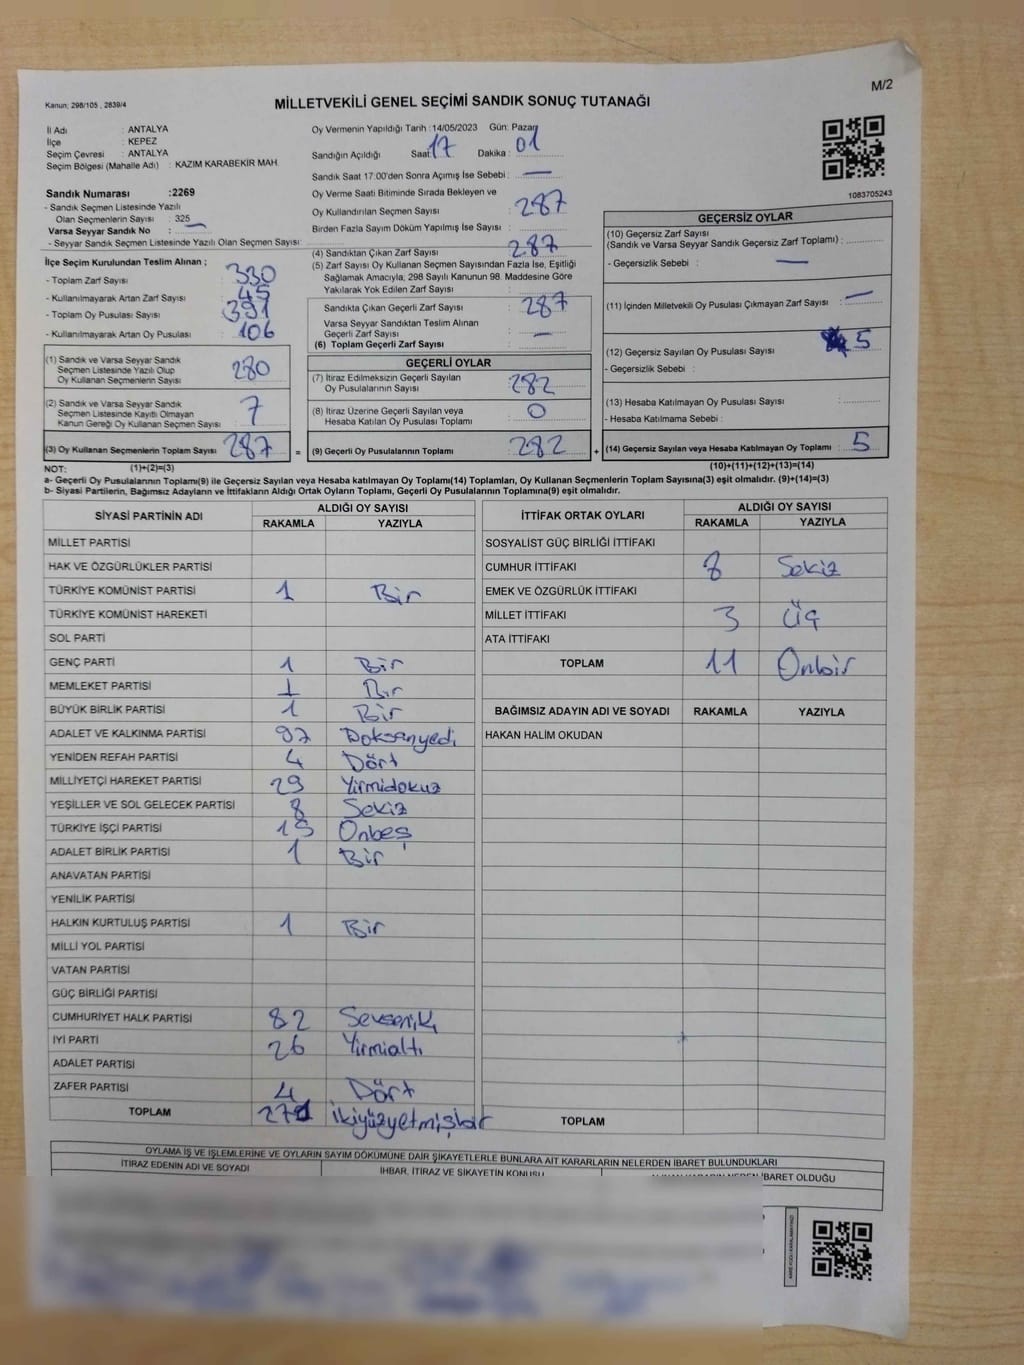 M/2
Kanun; 298/105 , 2839/4
MİLLETVEKİLİ GENEL SEÇİMİ SANDIK SONUÇ TUTANAĞI
İl Adı : ANTALYA
İlçe : KEPEZ
Seçim Çevresi : ANTALYA
Seçim Bölgesi (Mahalle Adı) : KAZIM KARABEKİR MAH.
Sandık Numarası :2269
- Sandık Seçmen Listesinde Yazılı
Olan Seçmenlerin Sayısı : 325
Varsa Seyyar Sandık No : —
- Seyyar Sandık Seçmen Listesinde Yazılı Olan Seçmen Sayısı:
İlçe Seçim Kurulundan Teslim Alınan ;
- Toplam Zarf Sayısı : 330
- Kullanılmayarak Artan Zarf Sayısı : 45
- Toplam Oy Pusulası Sayısı : 391
- Kullanılmayarak Artan Oy Pusulası : 106
(1) Sandık ve Varsa Seyyar Sandık
Seçmen Listesinde Yazılı Olup
Oy Kullanan Seçmenlerin Sayısı : 280
(2) Sandık ve Varsa Seyyar Sandık
Seçmen Listesinde Kayıtlı Olmayan
Kanun Gereği Oy Kullanan Seçmen Sayısı : 7
(3) Oy Kullanan Seçmenlerin Toplam Sayısı : 287
Oy Vermenin Yapıldığı Tarih :14/05/2023 Gün: Pazar
Sandığın Açıldığı Saat: 17 Dakika : 01
Sandık Saat 17:00'den Sonra Açımış İse Sebebi : —
Oy Verme Saati Bitiminde Sırada Bekleyen ve
Oy Kullandırılan Seçmen Sayısı : 287
Birden Fazla Sayım Döküm Yapılmış İse Sayısı :
(4) Sandıktan Çıkan Zarf Sayısı : 287
(5) Zarf Sayısı Oy Kullanan Seçmen Sayısından Fazla İse, Eşitliği
Sağlamak Amacıyla, 298 Sayılı Kanunun 98. Maddesine Göre
Yakılarak Yok Edilen Zarf Sayısı :
Sandıkta Çıkan Geçerli Zarf Sayısı : 287
Varsa Seyyar Sandıktan Teslim Alınan
Geçerli Zarf Sayısı : —
(6) Toplam Geçerli Zarf Sayısı :
GEÇERLİ OYLAR
(7) İtiraz Edilmeksizin Geçerli Sayılan
Oy Pusulalarının Sayısı : 282
(8) İtiraz Üzerine Geçerli Sayılan veya
Hesaba Katılan Oy Pusulası Toplamı : 0
= (9) Geçerli Oy Pusulalarının Toplamı : 282 +
1083705243
GEÇERSİZ OYLAR
(10) Geçersiz Zarf Sayısı
(Sandık ve Varsa Seyyar Sandık Geçersiz Zarf Toplamı) :
- Geçersizlik Sebebi : —
(11) İçinden Milletvekili Oy Pusulası Çıkmayan Zarf Sayısı : —
(12) Geçersiz Sayılan Oy Pusulası Sayısı : 5
- Geçersizlik Sebebi :
(13) Hesaba Katılmayan Oy Pusulası Sayısı :
- Hesaba Katılmama Sebebi :
(14) Geçersiz Sayılan veya Hesaba Katılmayan Oy Toplamı : 5
NOT: (1)+(2)=(3) (10)+(11)+(12)+(13)=(14)
a- Geçerli Oy Pusulalarının Toplamı(9) ile Geçersiz Sayılan veya Hesaba katılmayan Oy Toplamı(14) Toplamları, Oy Kullanan Seçmenlerin Toplam Sayısına(3) eşit olmalıdır. (9)+(14)=(3)
b- Siyasi Partilerin, Bağımsız Adayların ve İttifakların Aldığı Ortak Oyların Toplamı, Geçerli Oy Pusulalarının Toplamına(9) eşit olmalıdır.
SİYASİ PARTİNİN ADI ALDIĞI OY SAYISI
RAKAMLA YAZIYLA
MİLLET PARTİSİ
HAK VE ÖZGÜRLÜKLER PARTİSİ
TÜRKİYE KOMÜNİST PARTİSİ 1 Bir
TÜRKİYE KOMÜNİST HAREKETİ
SOL PARTİ
GENÇ PARTİ 1 Bir
MEMLEKET PARTİSİ 1 Bir
BÜYÜK BİRLİK PARTİSİ 1 Bir
ADALET VE KALKINMA PARTİSİ 97 Doksanyedi
YENİDEN REFAH PARTİSİ 4 Dört
MİLLİYETÇİ HAREKET PARTİSİ 29 Yirmidokuz
YEŞİLLER VE SOL GELECEK PARTİSİ 8 Sekiz
TÜRKİYE İŞÇİ PARTİSİ 15 Onbeş
ADALET BİRLİK PARTİSİ 1 Bir
ANAVATAN PARTİSİ
YENİLİK PARTİSİ
HALKIN KURTULUŞ PARTİSİ 1 Bir
MİLLİ YOL PARTİSİ
VATAN PARTİSİ
GÜÇ BİRLİĞİ PARTİSİ
CUMHURİYET HALK PARTİSİ 82 Seksenik
İYİ PARTİ 26 Yirmialtı
ADALET PARTİSİ
ZAFER PARTİSİ 4 Dört
TOPLAM 271 İkiyüzyetmişbir
İTTİFAK ORTAK OYLARI ALDIĞI OY SAYISI
RAKAMLA YAZIYLA
SOSYALİST GÜÇ BİRLİĞİ İTTİFAKI
CUMHUR İTTİFAKI 8 Sekiz
EMEK VE ÖZGÜRLÜK İTTİFAKI
MİLLET İTTİFAKI 3 Üç
ATA İTTİFAKI
TOPLAM 11 Onbir
BAĞIMSIZ ADAYIN ADI VE SOYADI RAKAMLA YAZIYLA
HAKAN HALİM OKUDAN
TOPLAM
OYLAMA İŞ VE İŞLEMLERİNE VE OYLARIN SAYIM DÖKÜMÜNE DAİR ŞİKAYETLERLE BUNLARA AİT KARARLARIN NELERDEN İBARET BULUNDUKLARI
İTİRAZ EDENİN ADI VE SOYADI İHBAR, İTİRAZ VE ŞİKAYETİN KONUSU İBARET OLDUĞU